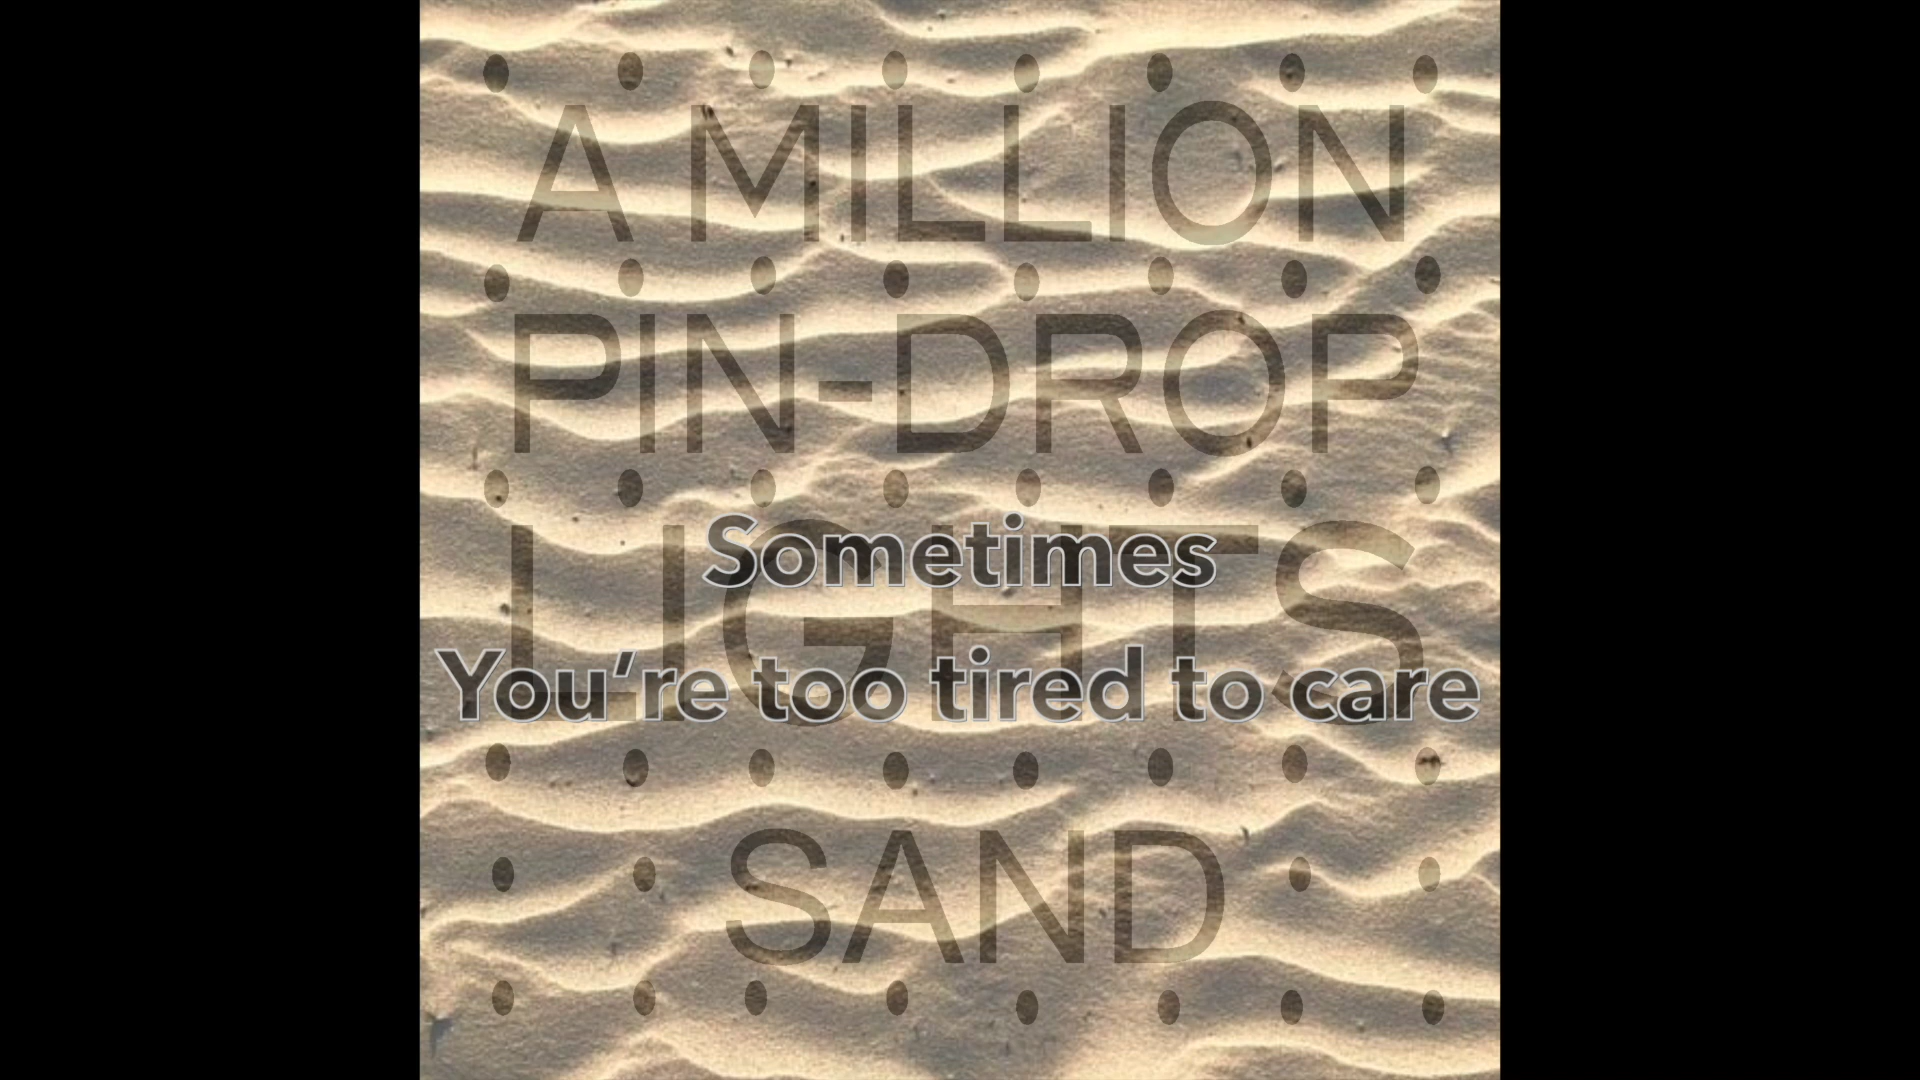 A MILLION
PIN-DROP
LIGHTS
Sometimes
You’re too tired to care
SAND